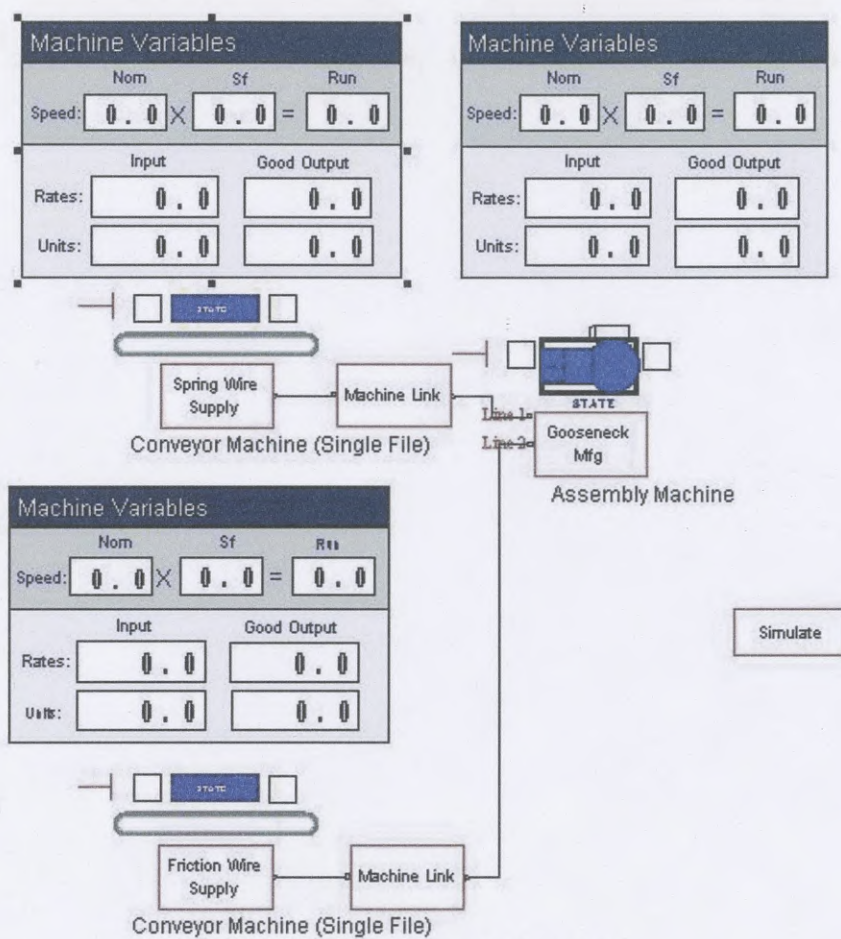 Machine Variables
Nom Sf Run
Speed: 0.0 X 0.0 = 0.0
Input Good Output
Rates: 0.0 0.0
Units: 0.0 0.0
Machine Variables
Nom Sf Run
Speed: 0.0 X 0.0 = 0.0
Input Good Output
Rates: 0.0 0.0
Units: 0.0 0.0
STATE
Spring Wire
Supply
Machine Link
Conveyor Machine (Single File)
STATE
Line 1
Line 2
Gooseneck
Mfg
Assembly Machine
Machine Variables
Nom Sf Run
Speed: 0.0 X 0.0 = 0.0
Input Good Output
Rates: 0.0 0.0
Units: 0.0 0.0
Simulate
STATE
Friction Wire
Supply
Machine Link
Conveyor Machine (Single File)